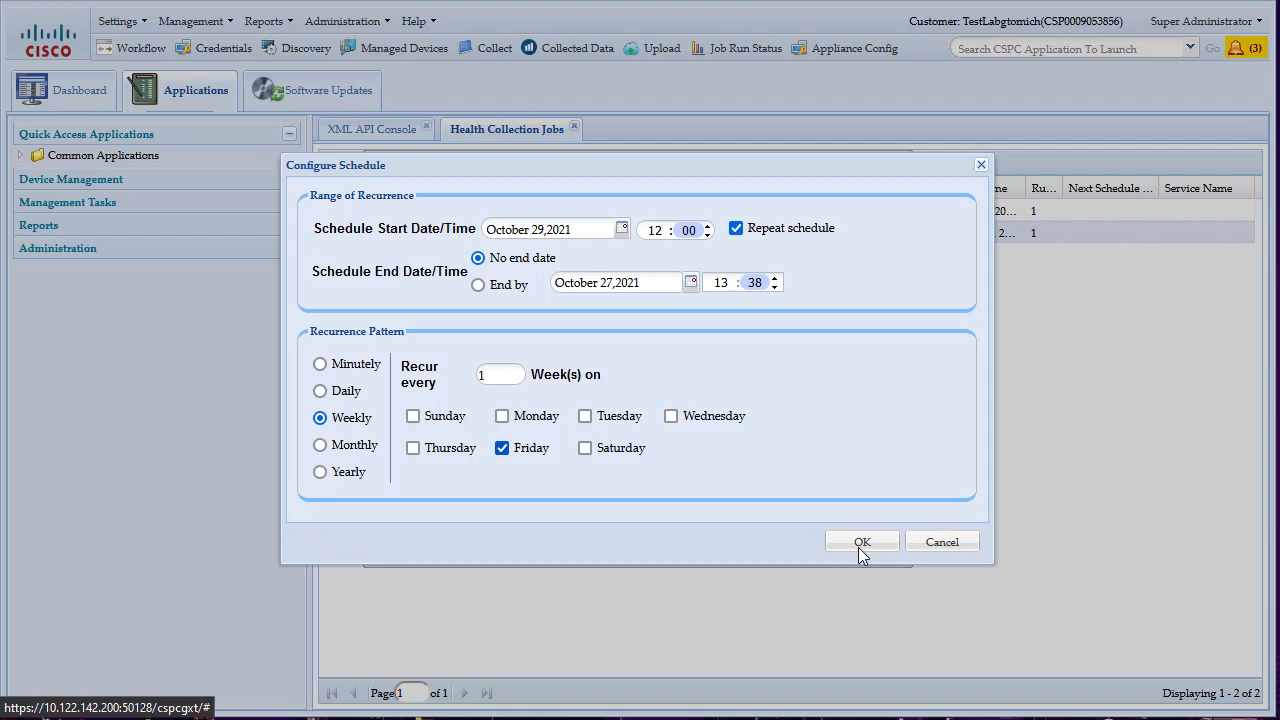 Settings Management Reports Administration Help Customer: TestLabgtomich(CSP0009053856) Super Administrator
CISCO
Workflow Credentials Discovery Managed Devices Collect Collected Data Upload Job Run Status Appliance Config Search CSPC Application To Launch Go (3)
Dashboard Applications Software Updates
Quick Access Applications
Common Applications
Device Management
Management Tasks
Reports
Administration
XML API Console Health Collection Jobs
me Ru... Next Schedule ... Service Name
20... 1
2... 1
Configure Schedule
Range of Recurrence
Schedule Start Date/Time October 29,2021 12 : 00 Repeat schedule
No end date
Schedule End Date/Time
End by October 27,2021 13 : 38
Recurrence Pattern
Minutely
Daily
Weekly
Monthly
Yearly
Recur every 1 Week(s) on
Sunday Monday Tuesday Wednesday
Thursday Friday Saturday
OK Cancel
Page 1 of 1 Displaying 1 - 2 of 2
https://10.122.142.200:50128/cspcgxt/#